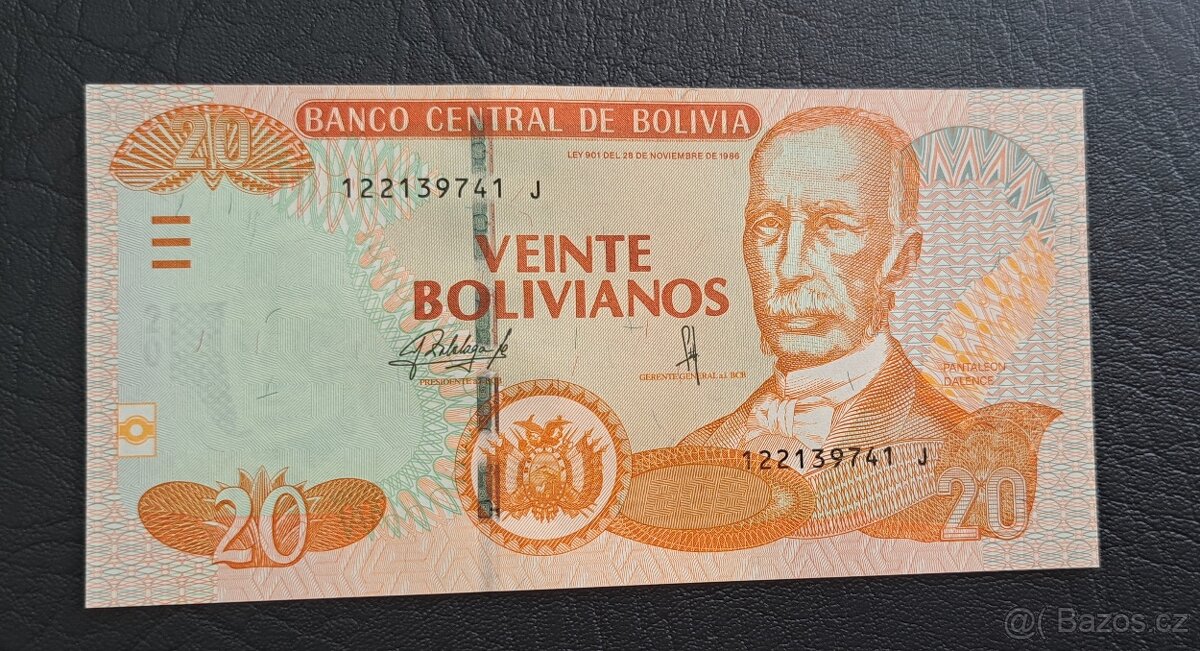 BANCO CENTRAL DE BOLIVIA
20
LEY 901 DEL 28 DE NOVIEMBRE DE 1986
122139741 J
VEINTE
BOLIVIANOS
PRESIDENTE a.i. BCB
GERENTE GENERAL a.i. BCB
PANTALEON
DALENCE
122139741 J
20
20
@( Bazos.cz